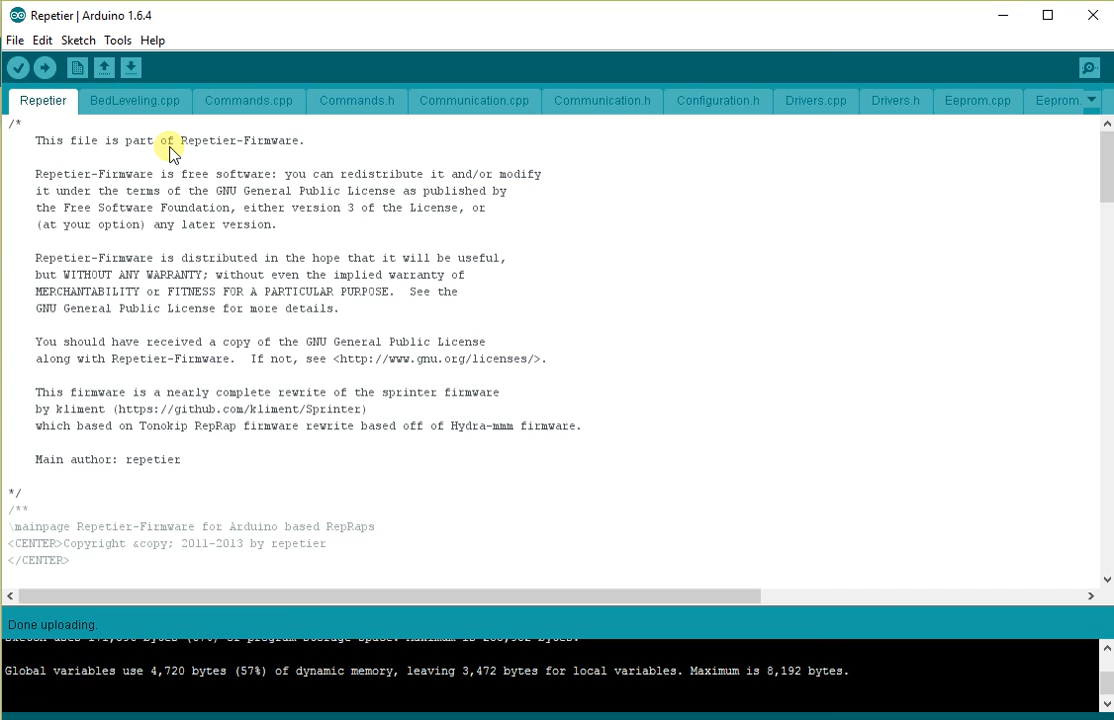 Repetier | Arduino 1.6.4
File Edit Sketch Tools Help
Repetier BedLeveling.cpp Commands.cpp Commands.h Communication.cpp Communication.h Configuration.h Drivers.cpp Drivers.h Eeprom.cpp Eeprom.
/*
This file is part of Repetier-Firmware.
Repetier-Firmware is free software: you can redistribute it and/or modify
it under the terms of the GNU General Public License as published by
the Free Software Foundation, either version 3 of the License, or
(at your option) any later version.
Repetier-Firmware is distributed in the hope that it will be useful,
but WITHOUT ANY WARRANTY; without even the implied warranty of
MERCHANTABILITY or FITNESS FOR A PARTICULAR PURPOSE.  See the
GNU General Public License for more details.
You should have received a copy of the GNU General Public License
along with Repetier-Firmware.  If not, see <http://www.gnu.org/licenses/>.
This firmware is a nearly complete rewrite of the sprinter firmware
by kliment (https://github.com/kliment/Sprinter)
which based on Tonokip RepRap firmware rewrite based off of Hydra-mmm firmware.
Main author: repetier
*/
/**
\mainpage Repetier-Firmware for Arduino based RepRaps
<CENTER>Copyright &copy; 2011-2013 by repetier
</CENTER>
Done uploading.
of program storage space. Maximum is bytes.
Global variables use 4,720 bytes (57%) of dynamic memory, leaving 3,472 bytes for local variables. Maximum is 8,192 bytes.